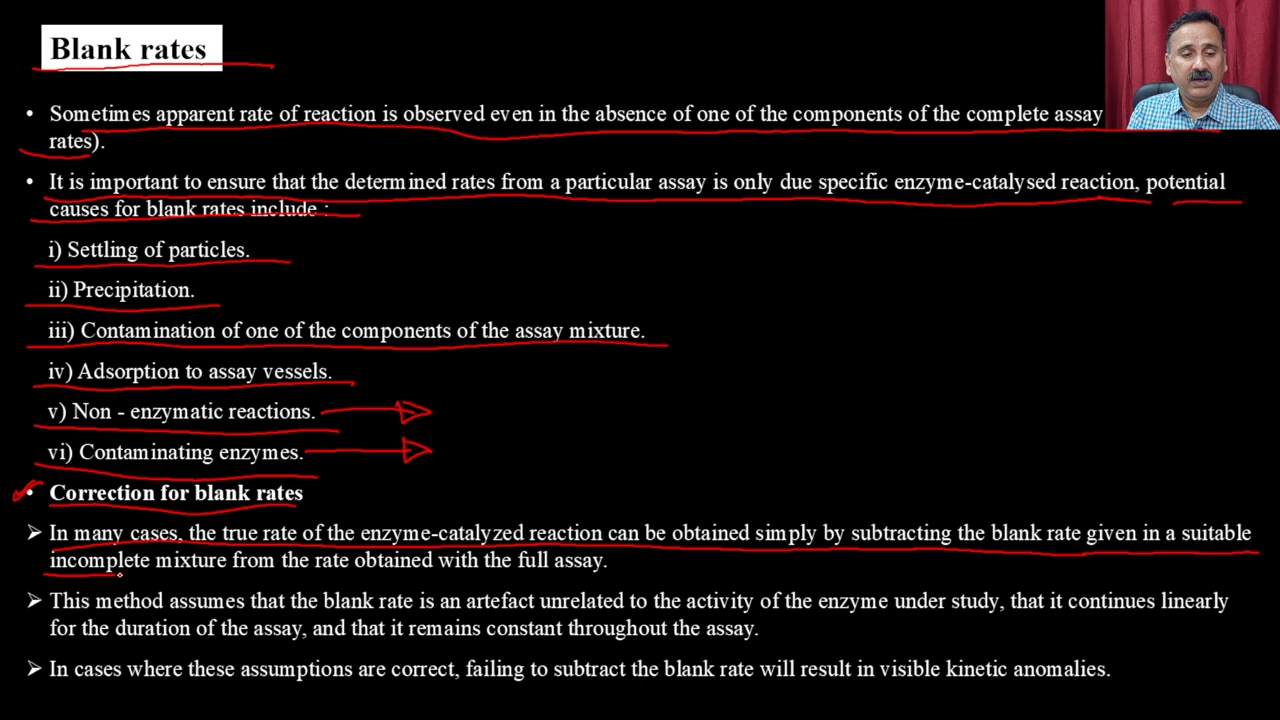 Blank rates
• Sometimes apparent rate of reaction is observed even in the absence of one of the components of the complete assay
rates).
• It is important to ensure that the determined rates from a particular assay is only due specific enzyme-catalysed reaction, potential
causes for blank rates include :
i) Settling of particles.
ii) Precipitation.
iii) Contamination of one of the components of the assay mixture.
iv) Adsorption to assay vessels.
v) Non - enzymatic reactions.
vi) Contaminating enzymes.
• Correction for blank rates
➢ In many cases, the true rate of the enzyme-catalyzed reaction can be obtained simply by subtracting the blank rate given in a suitable
incomplete mixture from the rate obtained with the full assay.
➢ This method assumes that the blank rate is an artefact unrelated to the activity of the enzyme under study, that it continues linearly
for the duration of the assay, and that it remains constant throughout the assay.
➢ In cases where these assumptions are correct, failing to subtract the blank rate will result in visible kinetic anomalies.